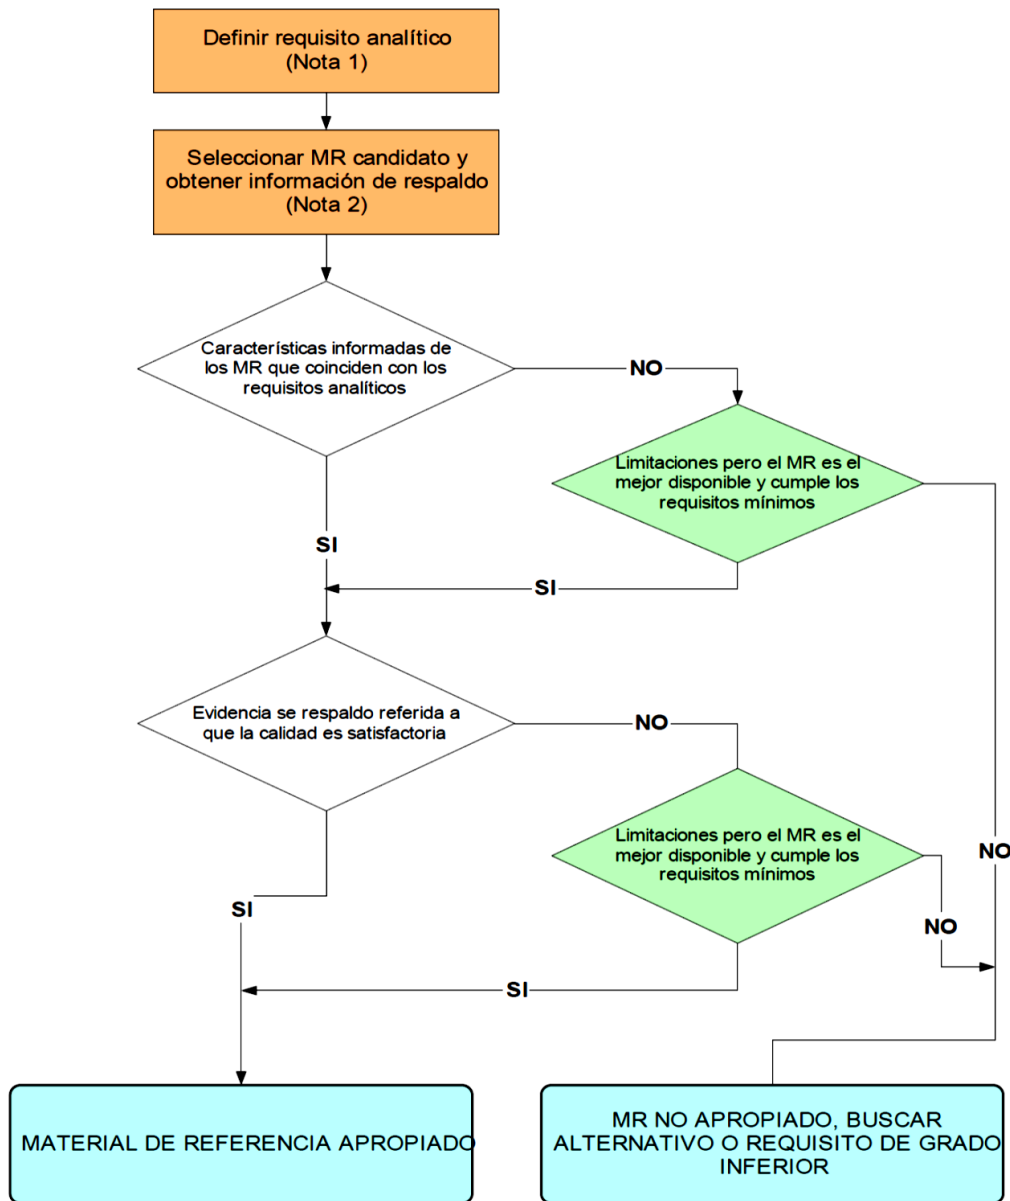 Definir requisito analítico
(Nota 1)
Seleccionar MR candidato y
obtener información de respaldo
(Nota 2)
Características informadas de
los MR que coinciden con los
requisitos analíticos
NO
Limitaciones pero el MR es el
mejor disponible y cumple los
requisitos mínimos
SI
SI
Evidencia se respaldo referida a
que la calidad es satisfactoria
NO
Limitaciones pero el MR es el
mejor disponible y cumple los
requisitos mínimos
NO
SI
NO
SI
MATERIAL DE REFERENCIA APROPIADO
MR NO APROPIADO, BUSCAR
ALTERNATIVO O REQUISITO DE GRADO
INFERIOR